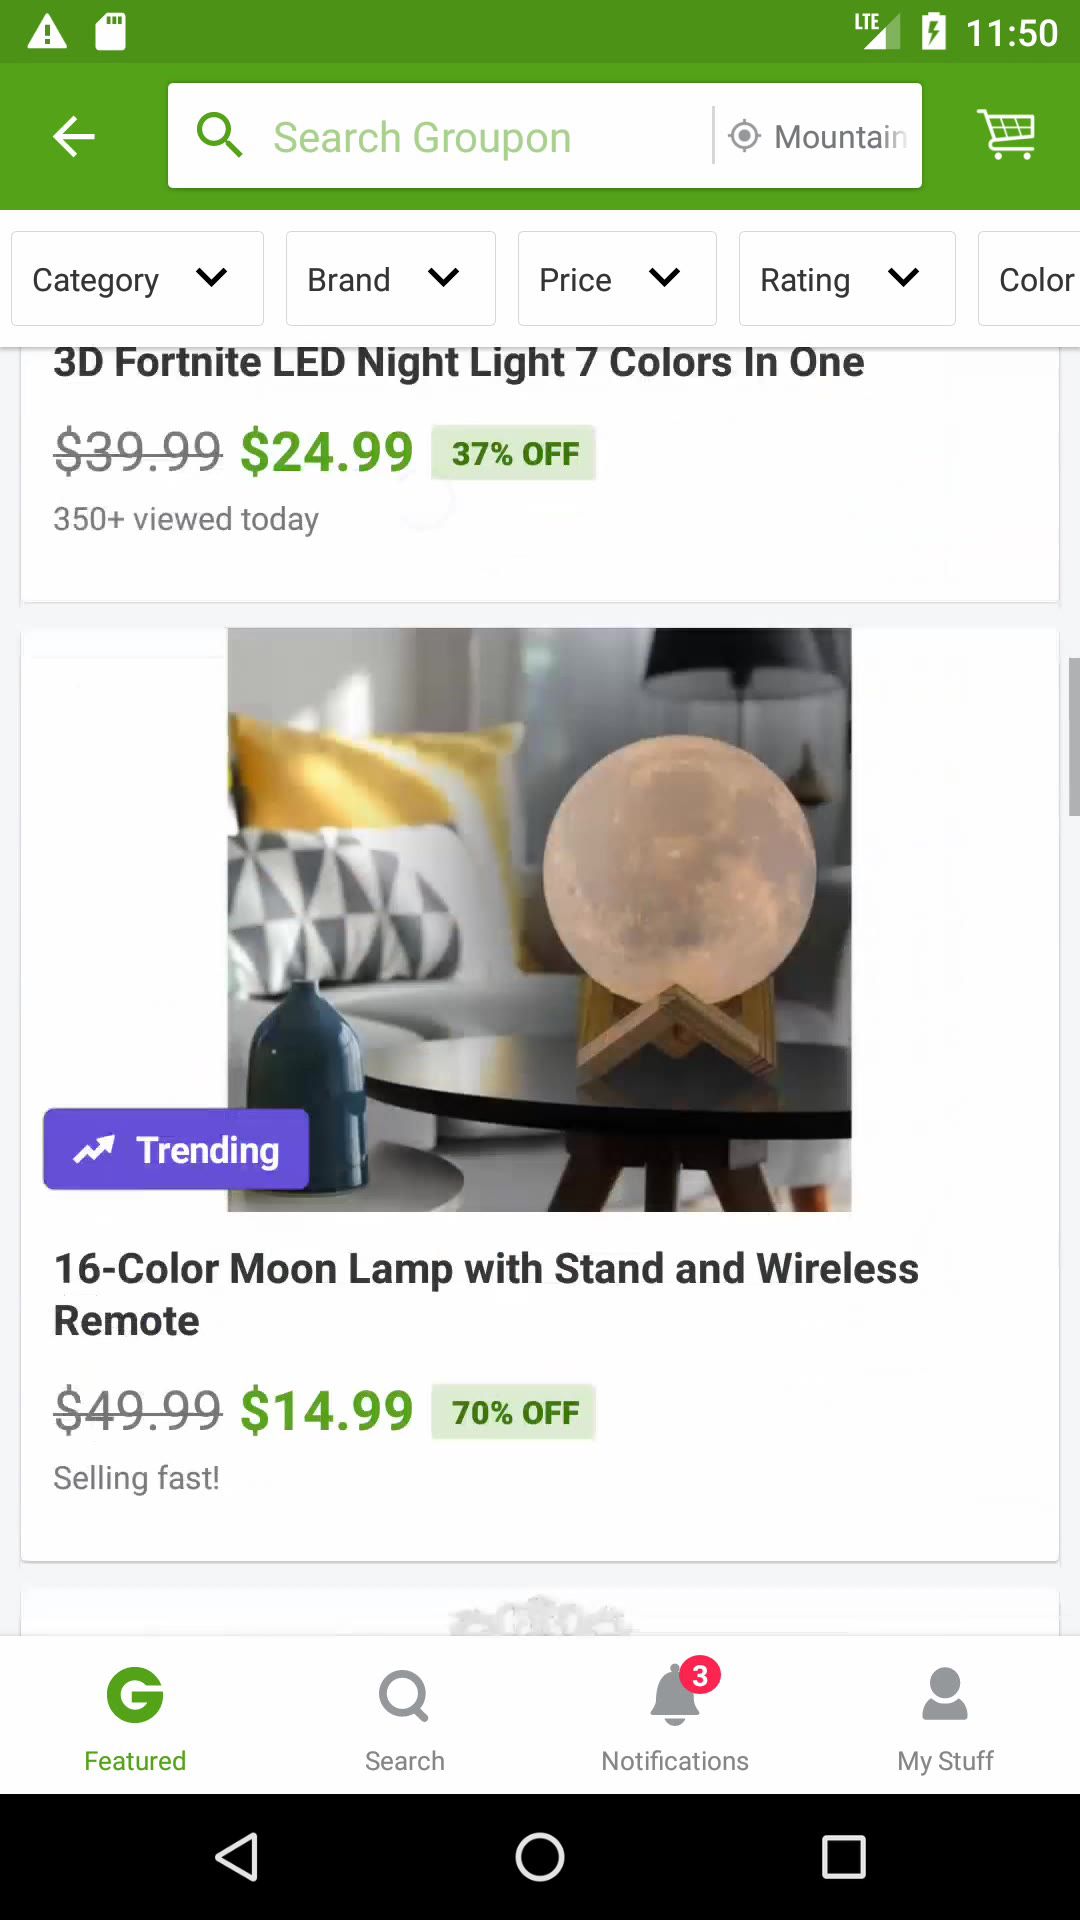 LTE 11:50
Search Groupon Mountain
Category Brand Price Rating Color
3D Fortnite LED Night Light 7 Colors In One
$39.99 $24.99 37% OFF
350+ viewed today
Trending
16-Color Moon Lamp with Stand and Wireless
Remote
$49.99 $14.99 70% OFF
Selling fast!
3
Featured Search Notifications My Stuff